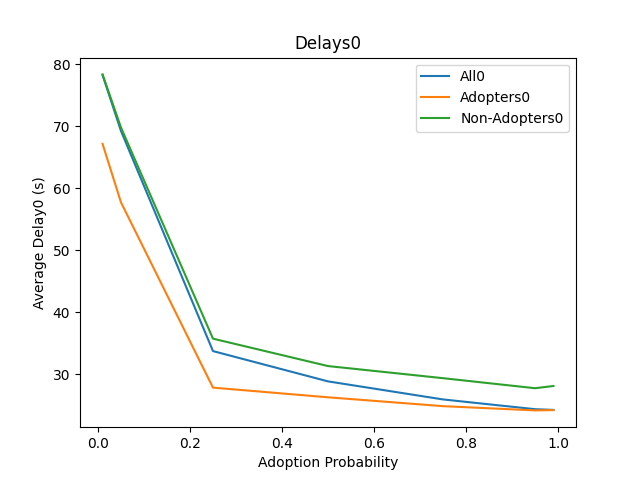 Delays0
All0
Adopters0
Non-Adopters0
80
70
60
50
40
30
Average Delay0 (s)
0.0 0.2 0.4 0.6 0.8 1.0
Adoption Probability